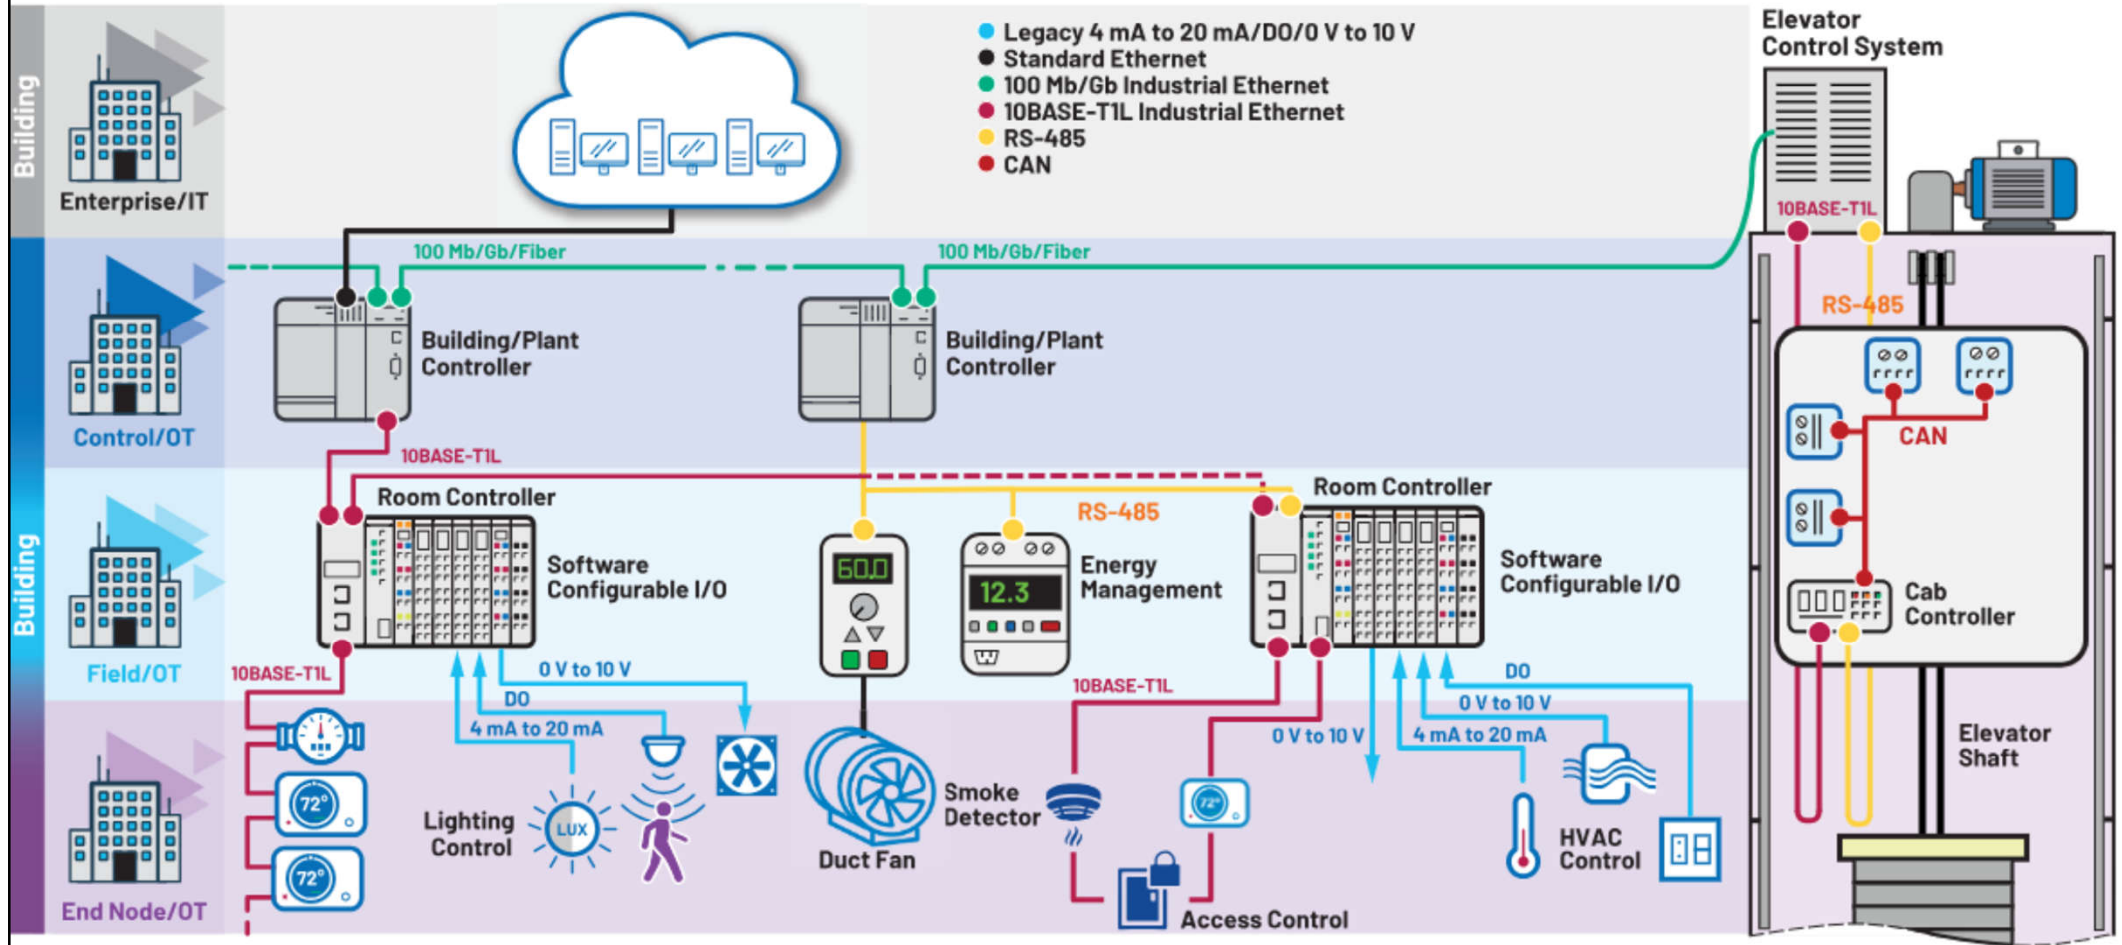 Building
Enterprise/IT
Legacy 4 mA to 20 mA/DO/0 V to 10 V
Standard Ethernet
100 Mb/Gb Industrial Ethernet
10BASE-T1L Industrial Ethernet
RS-485
CAN
Elevator
Control System
10BASE-T1L
100 Mb/Gb/Fiber
100 Mb/Gb/Fiber
Building/Plant
Controller
Building/Plant
Controller
Control/OT
10BASE-T1L
RS-485
CAN
Building
Room Controller
Software
Configurable I/O
60.0
12.3
Energy
Management
RS-485
Room Controller
Software
Configurable I/O
Cab
Controller
Field/OT
10BASE-T1L
0 V to 10 V
DO
4 mA to 20 mA
10BASE-T1L
0 V to 10 V
DO
0 V to 10 V
4 mA to 20 mA
Elevator
Shaft
72°
72°
Lighting
Control
LUX
Duct Fan
Smoke
Detector
72°
Access Control
HVAC
Control
End Node/OT